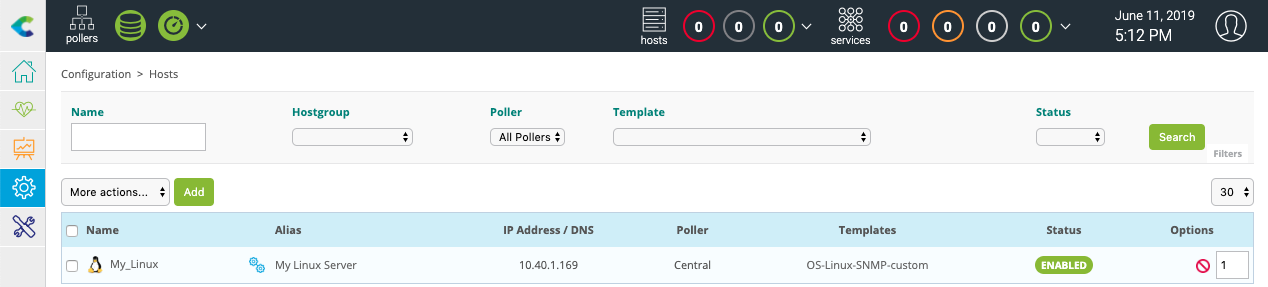 pollers
hosts 0 0 0
services 0 0 0 0
June 11, 2019
5:12 PM
Configuration > Hosts
Name Hostgroup Poller Template Status
All Pollers
Search
Filters
More actions... Add 30
Name Alias IP Address / DNS Poller Templates Status Options
My_Linux My Linux Server 10.40.1.169 Central OS-Linux-SNMP-custom ENABLED 1